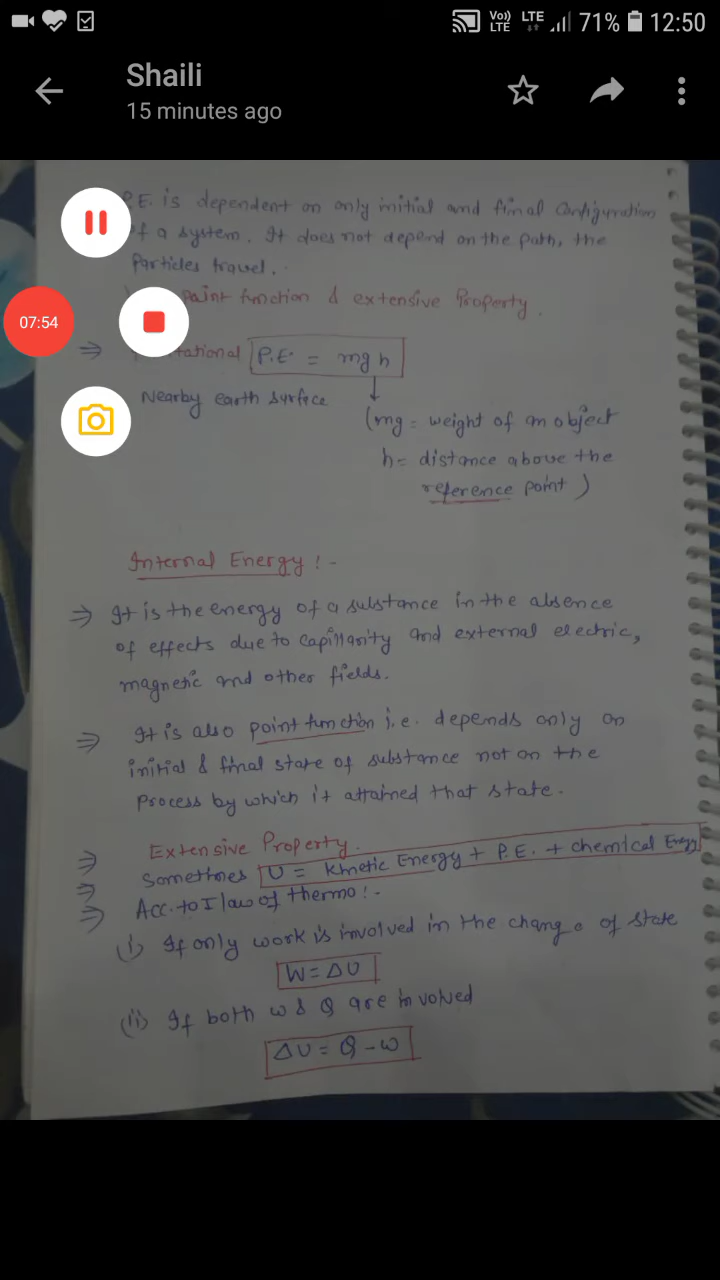 Vo) LTE LTE 71% 12:50
Shaili
15 minutes ago
P.E. is dependent on only initial and final configuration
of a system. It does not depend on the path, the
Particles travel.
point function & extensive Property.
07:54
⇒ P.E. = mgh
Nearby earth surface
(mg = weight of an object
h = distance above the
reference point)
Internal Energy :-
⇒ It is the energy of a substance in the absence
of effects due to capillarity and external electric,
magnetic and other fields.
⇒ It is also point function i.e. depends only on
initial & final state of substance not on the
Process by which it attained that state.
⇒ Extensive Property.
⇒ Sometimes U = Kinetic Energy + P.E. + chemical Energy
⇒ Acc. to I law of thermo :-
(i) If only work is involved in the change of state
W = ΔU
(ii) If both W & Q are involved
ΔU = Q - W